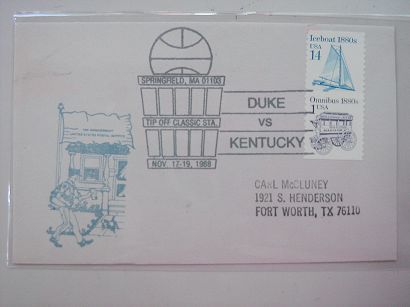 Iceboat 1880s
USA
14
Omnibus 1880s
1 USA
SPRINGFIELD, MA 01103
TIP OFF CLASSIC STA.
NOV. 17-19, 1988
DUKE
VS
KENTUCKY
CARL McCLUNEY
1921 S. HENDERSON
FORT WORTH, TX 76110